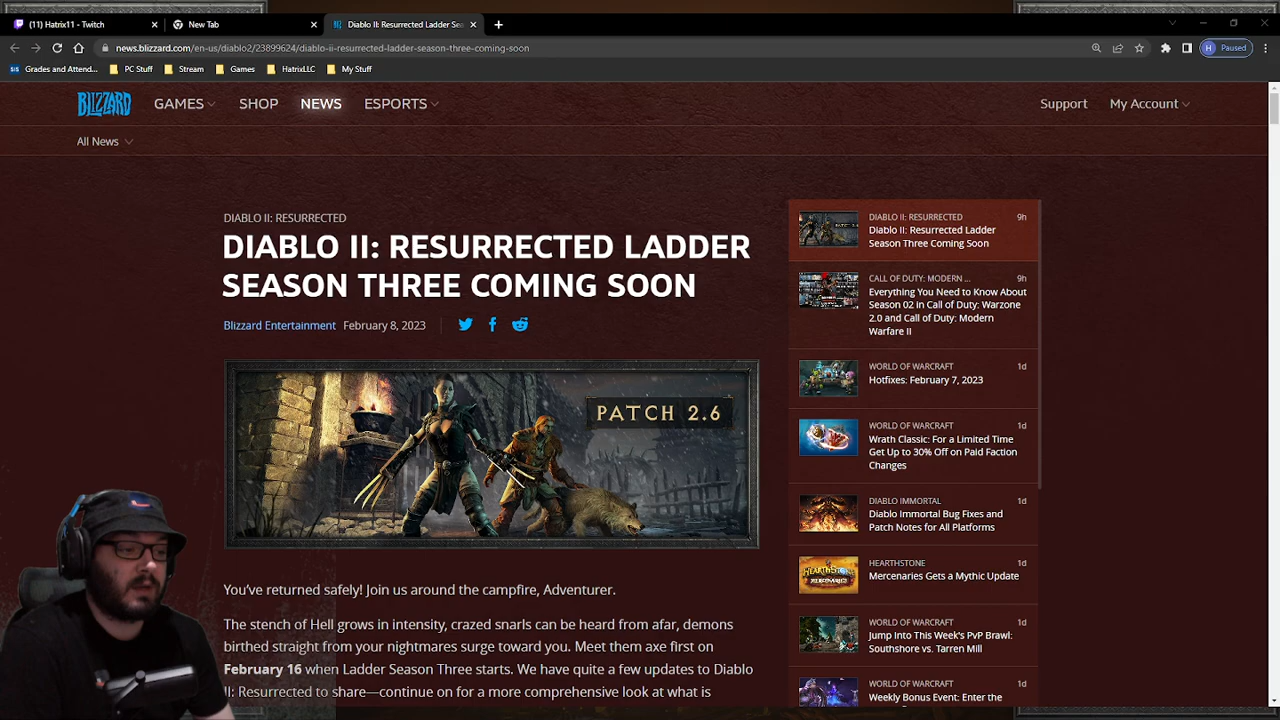 (11) Hatrix11 - Twitch
New Tab
Diablo II: Resurrected Ladder Sea
news.blizzard.com/en-us/diablo2/23899624/diablo-ii-resurrected-ladder-season-three-coming-soon
H Paused
SIS Grades and Attend...
PC Stuff
Stream
Games
HatrixLLC
My Stuff
BLIZZARD
GAMES
SHOP
NEWS
ESPORTS
Support
My Account
All News
DIABLO II: RESURRECTED
DIABLO II: RESURRECTED LADDER
SEASON THREE COMING SOON
Blizzard Entertainment February 8, 2023
PATCH 2.6
You've returned safely! Join us around the campfire, Adventurer.
The stench of Hell grows in intensity, crazed snarls can be heard from afar, demons
birthed straight from your nightmares surge toward you. Meet them axe first on
February 16 when Ladder Season Three starts. We have quite a few updates to Diablo
II: Resurrected to share—continue on for a more comprehensive look at what is
DIABLO II: RESURRECTED 9h
Diablo II: Resurrected Ladder
Season Three Coming Soon
CALL OF DUTY: MODERN ... 9h
Everything You Need to Know About
Season 02 in Call of Duty: Warzone
2.0 and Call of Duty: Modern
Warfare II
WORLD OF WARCRAFT 1d
Hotfixes: February 7, 2023
WORLD OF WARCRAFT 1d
Wrath Classic: For a Limited Time
Get Up to 30% Off on Paid Faction
Changes
DIABLO IMMORTAL 1d
Diablo Immortal Bug Fixes and
Patch Notes for All Platforms
HEARTHSTONE 1d
Mercenaries Gets a Mythic Update
WORLD OF WARCRAFT 1d
Jump Into This Week's PvP Brawl:
Southshore vs. Tarren Mill
WORLD OF WARCRAFT 1d
Weekly Bonus Event: Enter the